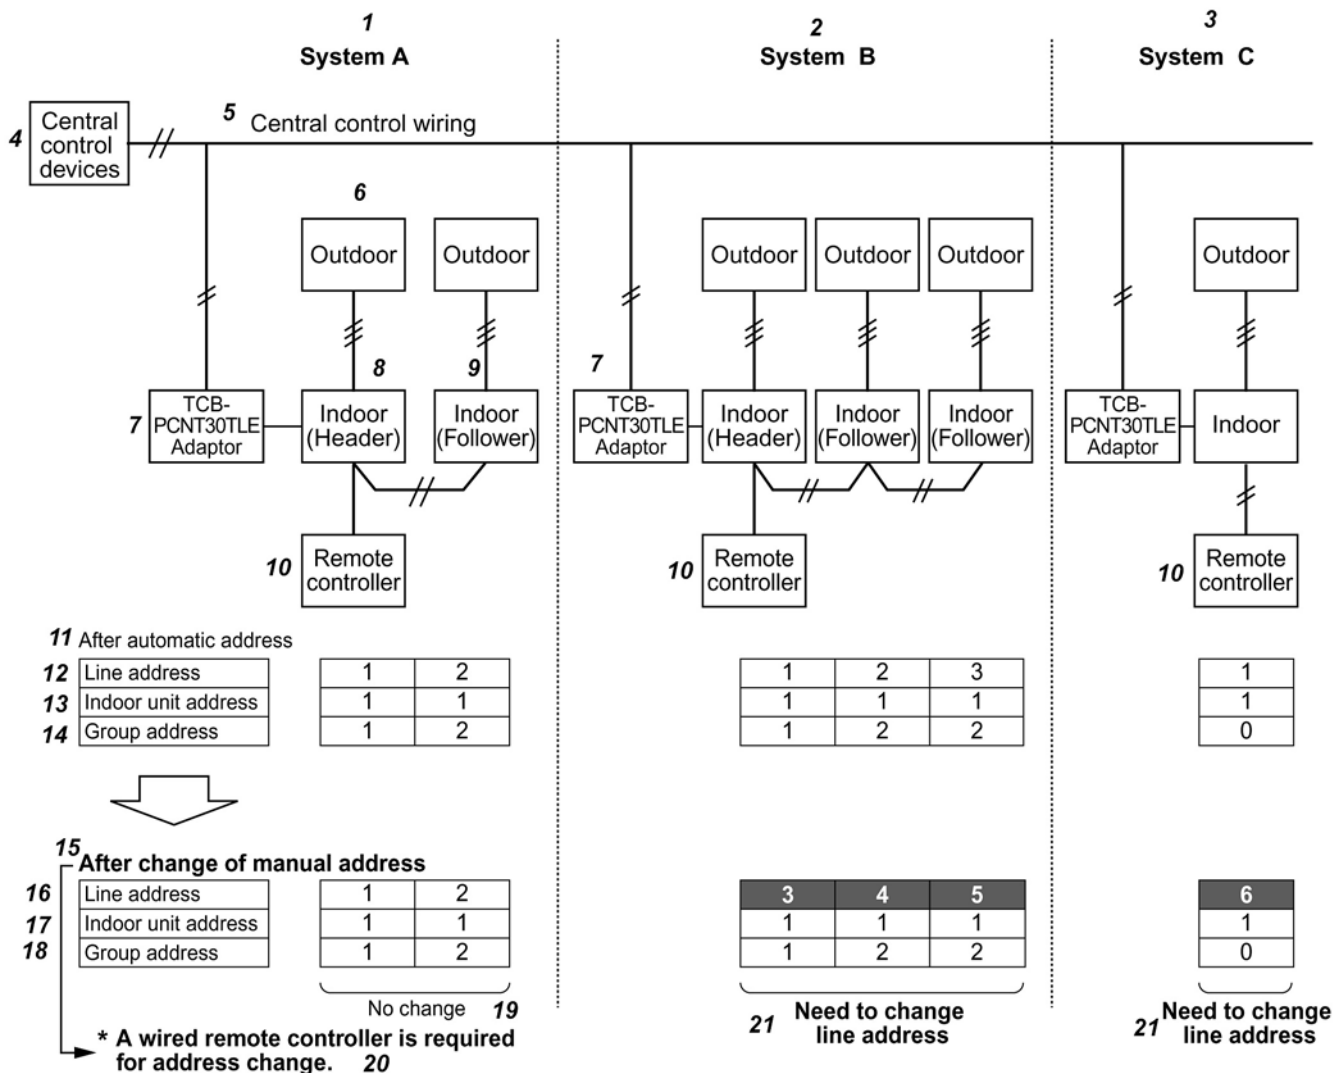 1
System A
2
System B
3
System C
4
Central
control
devices
5 Central control wiring
6
Outdoor
Outdoor
Outdoor
Outdoor
Outdoor
Outdoor
7
TCB-
PCNT30TLE
Adaptor
8
Indoor
(Header)
9
Indoor
(Follower)
7
TCB-
PCNT30TLE
Adaptor
Indoor
(Header)
Indoor
(Follower)
Indoor
(Follower)
TCB-
PCNT30TLE
Adaptor
Indoor
10
Remote
controller
10
Remote
controller
10
Remote
controller
11 After automatic address
12 Line address 1 2 1 2 3 1
13 Indoor unit address 1 1 1 1 1 1
14 Group address 1 2 1 2 2 0
15
After change of manual address
16 Line address 1 2 3 4 5 6
17 Indoor unit address 1 1 1 1 1 1
18 Group address 1 2 1 2 2 0
No change 19
* A wired remote controller is required
for address change. 20
21 Need to change
line address
21 Need to change
line address